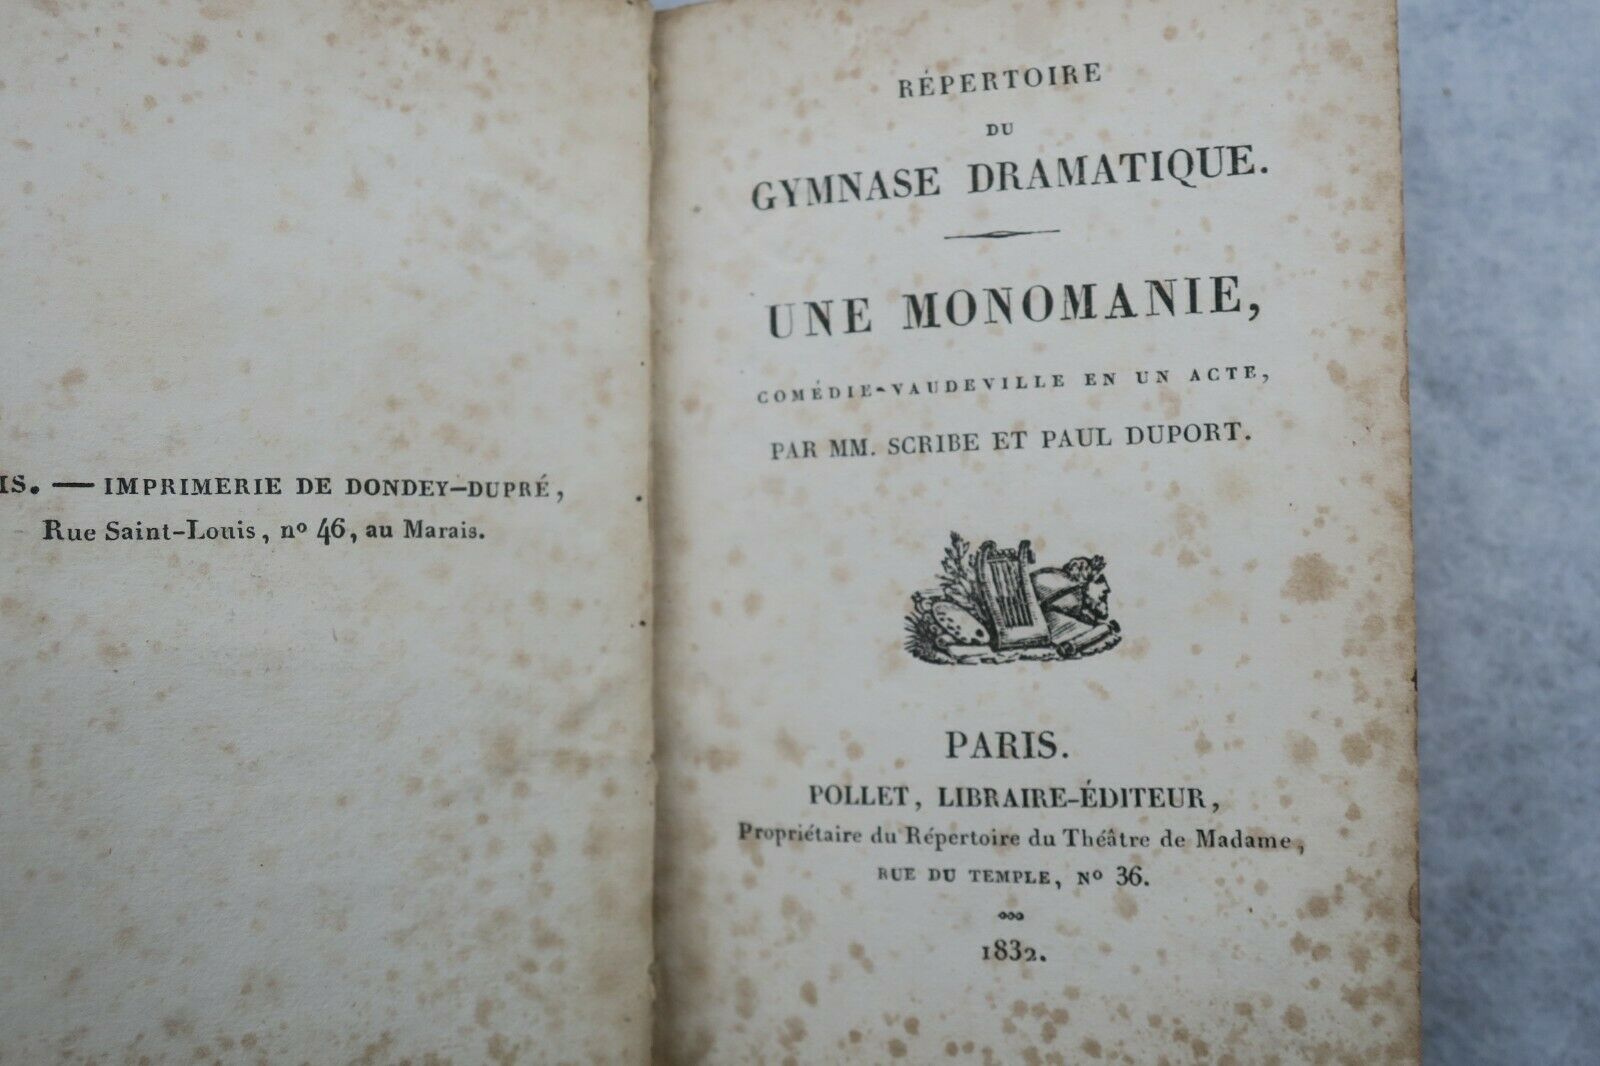 IS. — IMPRIMERIE DE DONDEY-DUPRÉ,
Rue Saint-Louis, nº 46, au Marais.
RÉPERTOIRE
DU
GYMNASE DRAMATIQUE.
UNE MONOMANIE,
COMÉDIE-VAUDEVILLE EN UN ACTE,
PAR MM. SCRIBE ET PAUL DUPORT.
PARIS.
POLLET, LIBRAIRE-ÉDITEUR,
Propriétaire du Répertoire du Théâtre de Madame,
RUE DU TEMPLE, Nº 36.
1832.